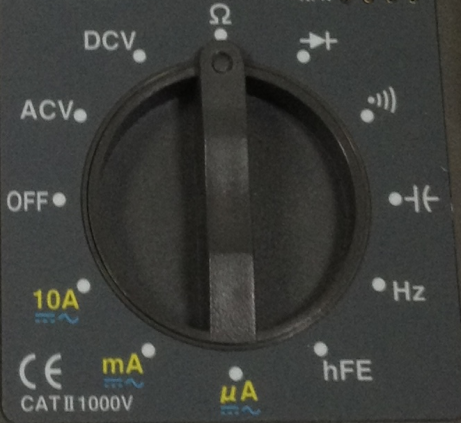 Ω
DCV
ACV
OFF
Hz
10A
mA
hFE
µA
CE
CAT II 1000V